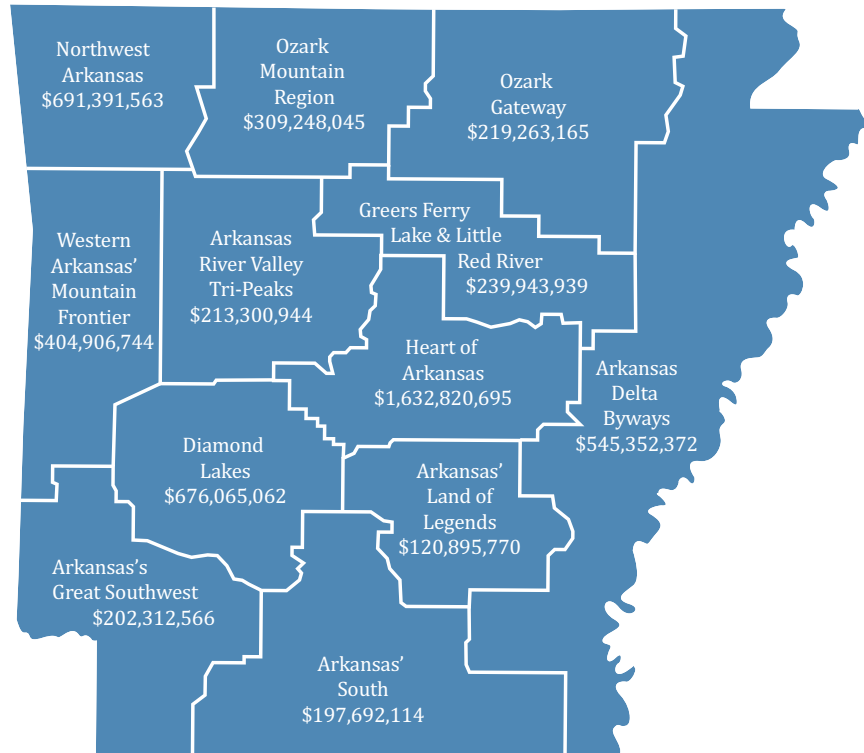 Northwest
Arkansas
$691,391,563
Ozark
Mountain
Region
$309,248,045
Ozark
Gateway
$219,263,165
Western
Arkansas’
Mountain
Frontier
$404,906,744
Arkansas
River Valley
Tri-Peaks
$213,300,944
Greers Ferry
Lake & Little
Red River
$239,943,939
Heart of
Arkansas
$1,632,820,695
Arkansas
Delta
Byways
$545,352,372
Diamond
Lakes
$676,065,062
Arkansas’
Land of
Legends
$120,895,770
Arkansas’s
Great Southwest
$202,312,566
Arkansas’
South
$197,692,114